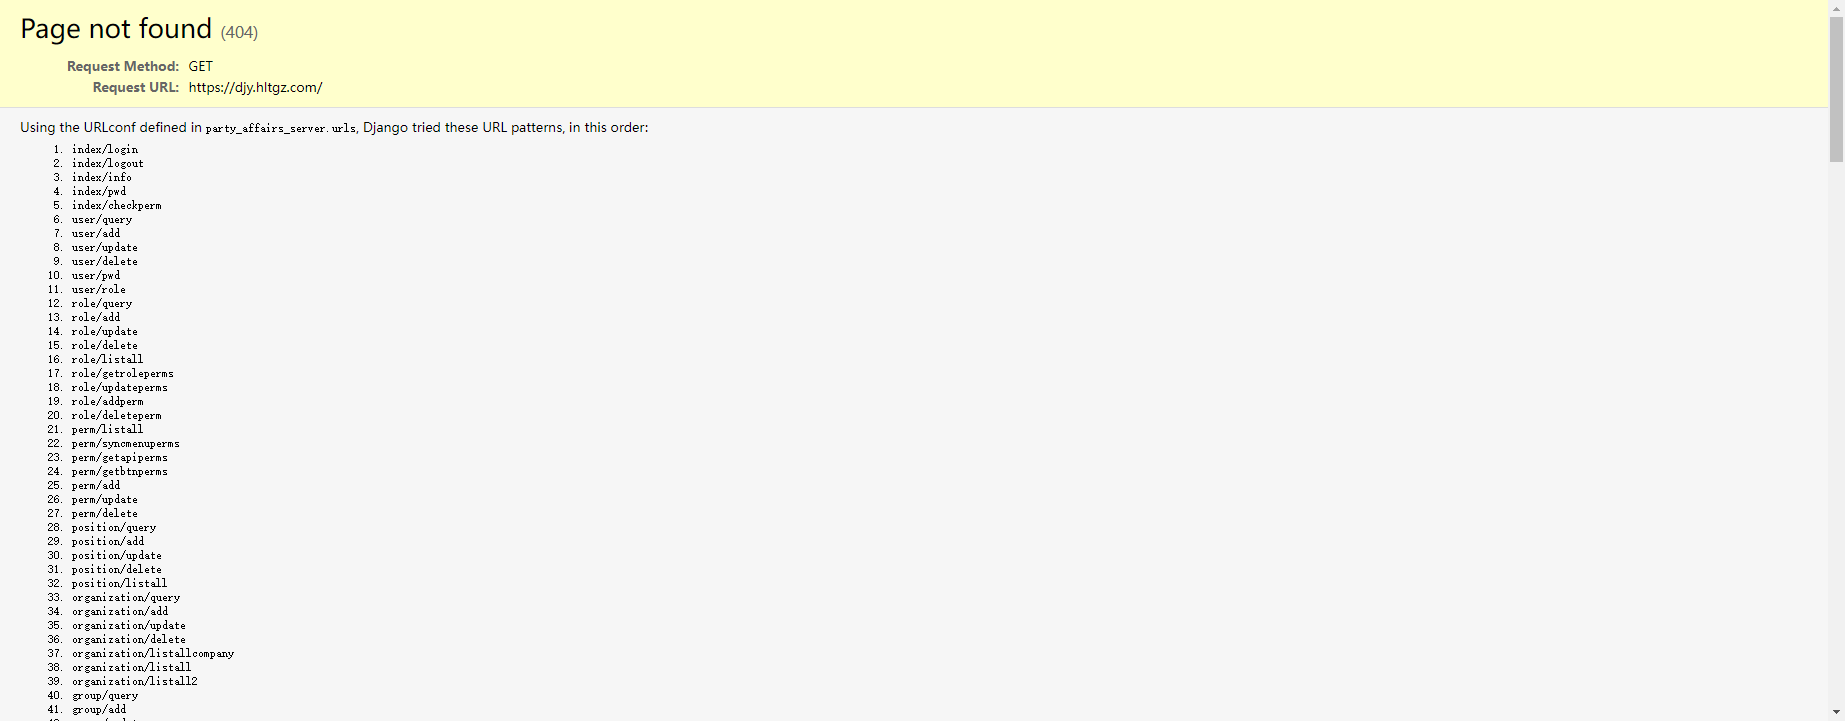 Page not found (404)
Request Method: GET
Request URL: https://djy.hltgz.com/
Using the URLconf defined in party_affairs_server.urls, Django tried these URL patterns, in this order:
1. index/login
2. index/logout
3. index/info
4. index/pwd
5. index/checkperm
6. user/query
7. user/add
8. user/update
9. user/delete
10. user/pwd
11. user/role
12. role/query
13. role/add
14. role/update
15. role/delete
16. role/listall
17. role/getroleperms
18. role/updateperms
19. role/addperm
20. role/deleteperm
21. perm/listall
22. perm/syncmenuperms
23. perm/getapiperms
24. perm/getbtnperms
25. perm/add
26. perm/update
27. perm/delete
28. position/query
29. position/add
30. position/update
31. position/delete
32. position/listall
33. organization/query
34. organization/add
35. organization/update
36. organization/delete
37. organization/listallcompany
38. organization/listall
39. organization/listall2
40. group/query
41. group/add